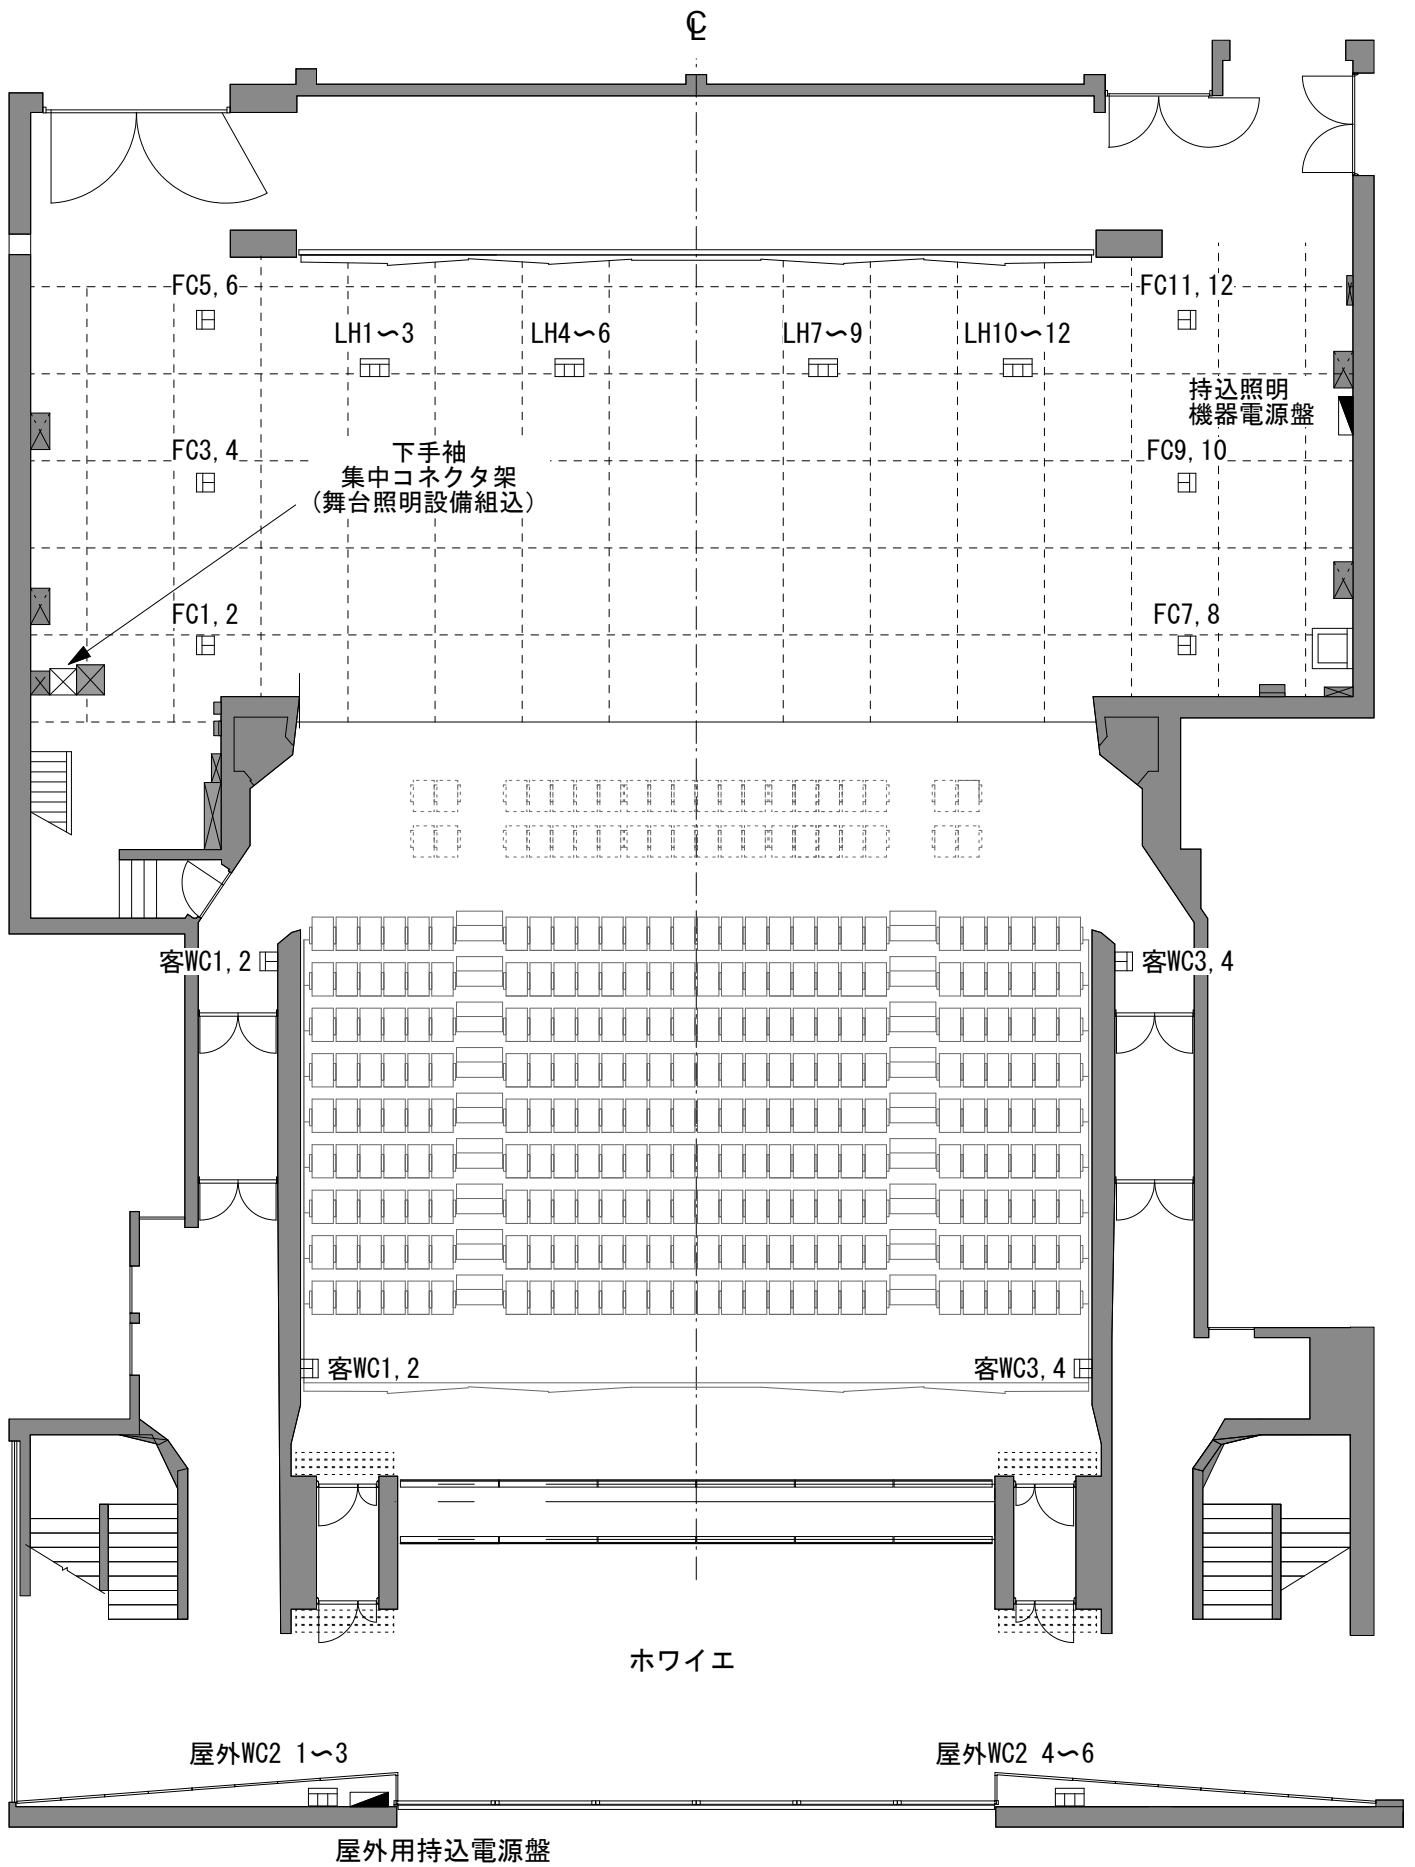 ℄
FC5,6
FC11,12
LH1～3
LH4～6
LH7～9
LH10～12
持込照明
機器電源盤
下手袖
集中コネクタ架
(舞台照明設備組込)
FC3,4
FC9,10
FC1,2
FC7,8
客WC1,2
客WC3,4
客WC1,2
客WC3,4
ホワイエ
屋外WC2 1～3
屋外WC2 4～6
屋外用持込電源盤